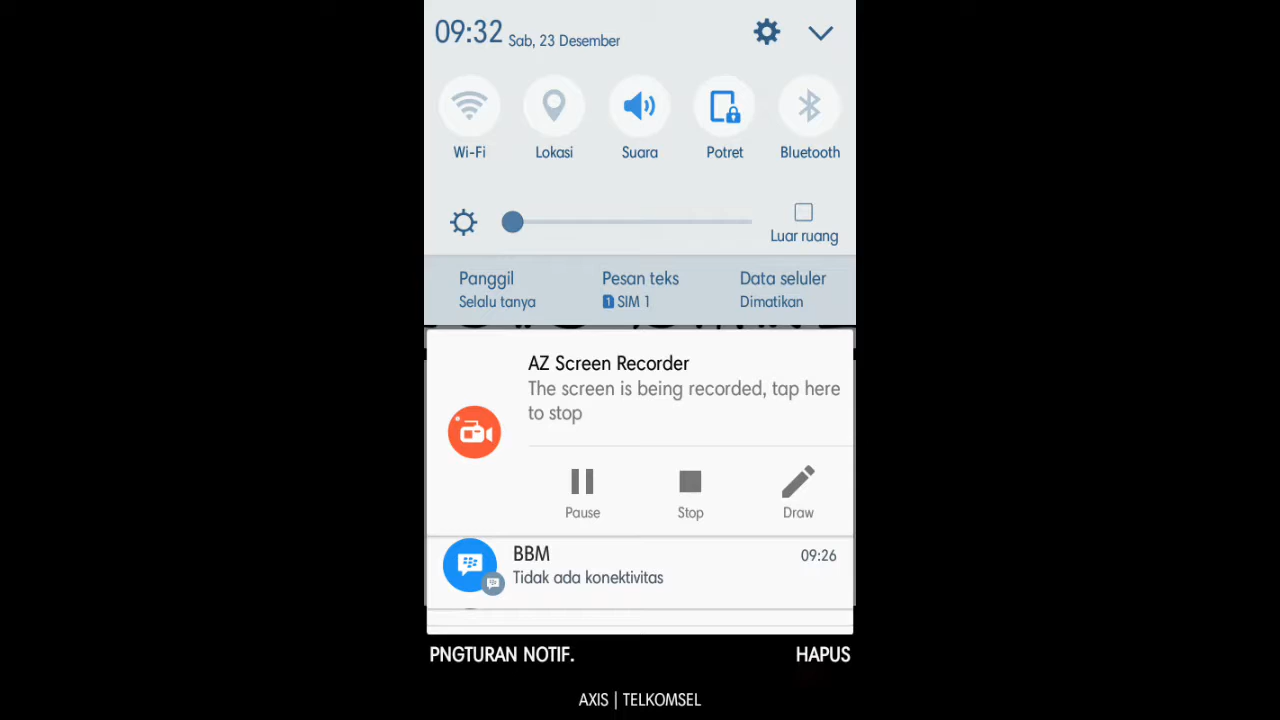 09:32 Sab, 23 Desember
Wi-Fi Lokasi Suara Potret Bluetooth
Luar ruang
Panggil Pesan teks Data seluler
Selalu tanya 1 SIM 1 Dimatikan
AZ Screen Recorder
The screen is being recorded, tap here
to stop
Pause Stop Draw
BBM 09:26
Tidak ada konektivitas
PNGTURAN NOTIF. HAPUS
AXIS | TELKOMSEL